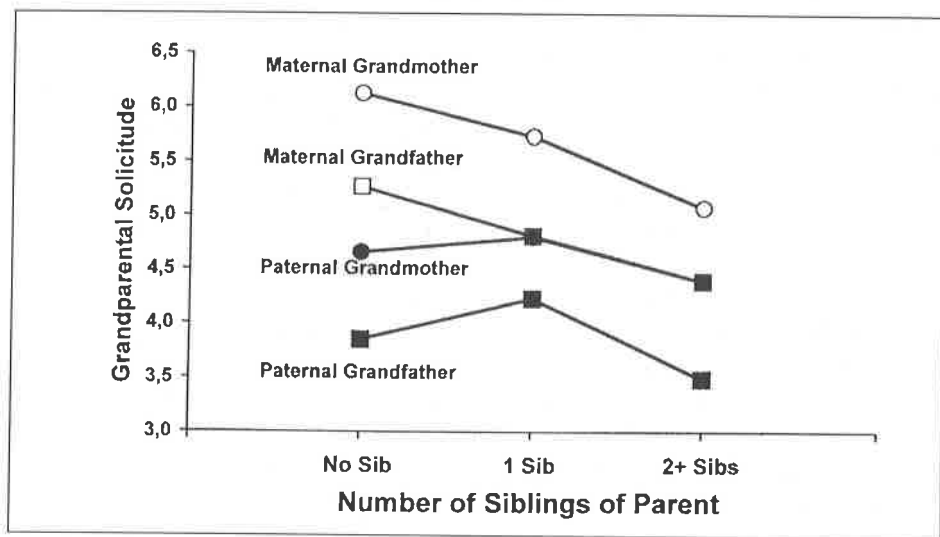 6,5
6,0
5,5
5,0
4,5
4,0
3,5
3,0
Grandparental Solicitude
Maternal Grandmother
Maternal Grandfather
Paternal Grandmother
Paternal Grandfather
No Sib 1 Sib 2+ Sibs
Number of Siblings of Parent